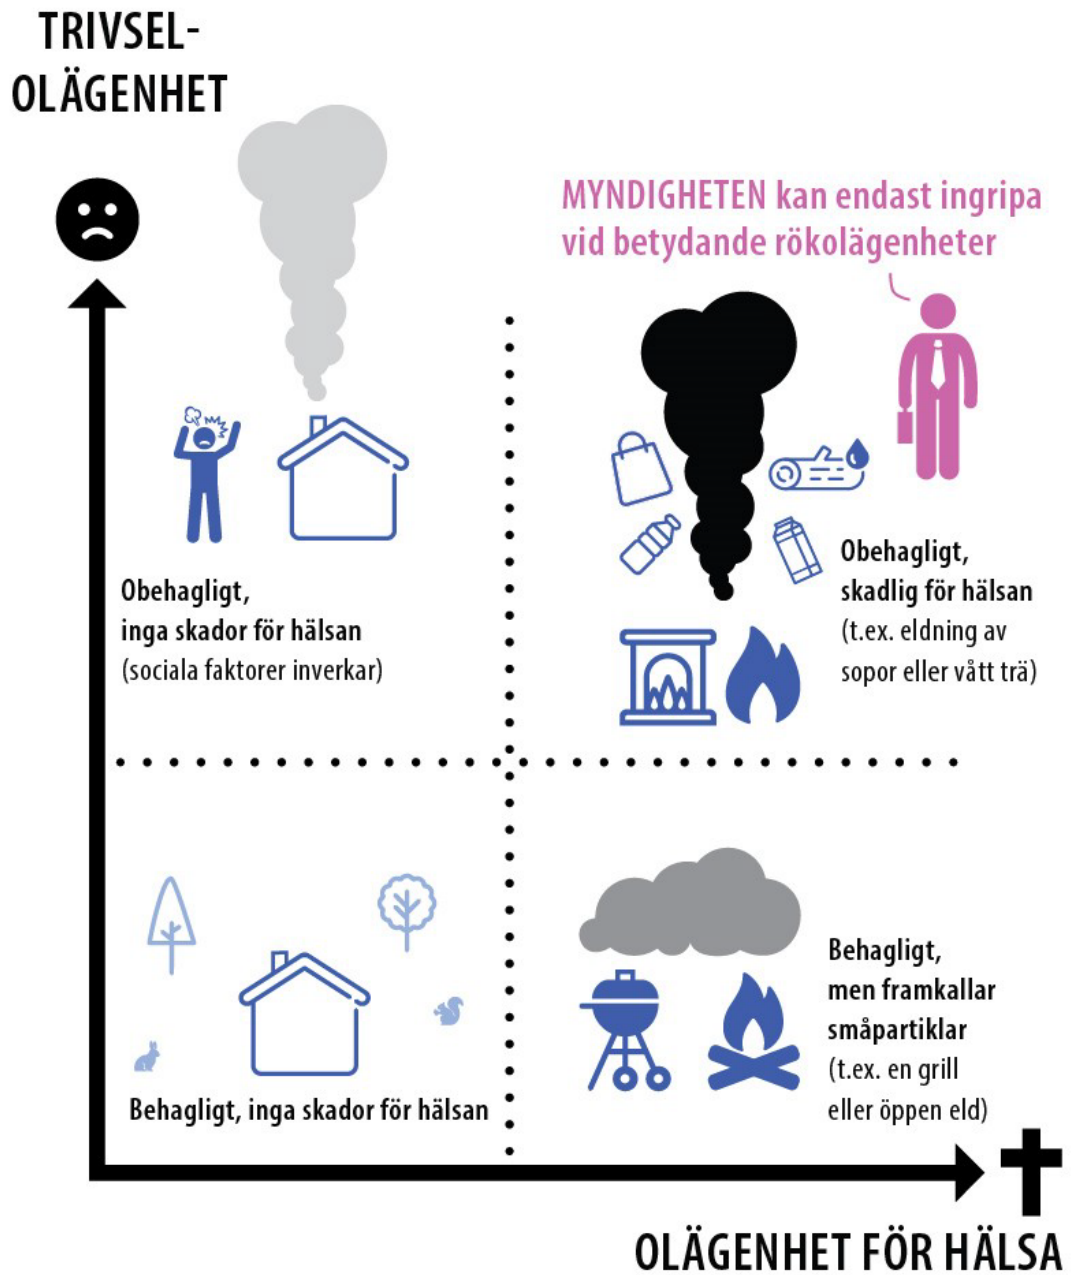 TRIVSEL-
OLÄGENHET
MYNDIGHETEN kan endast ingripa
vid betydande rökolägenheter
Obehagligt,
inga skador för hälsan
(sociala faktorer inverkar)
Obehagligt,
skadlig för hälsan
(t.ex. eldning av
sopor eller vått trä)
Behagligt, inga skador för hälsan
Behagligt,
men framkallar
småpartiklar
(t.ex. en grill
eller öppen eld)
OLÄGENHET FÖR HÄLSA